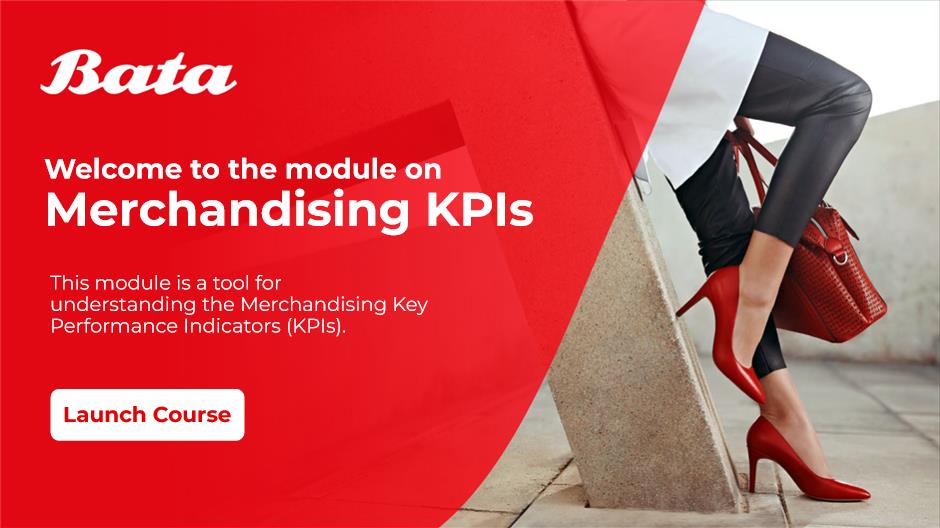 Bata
Welcome to the module on
Merchandising KPIs
This module is a tool for
understanding the Merchandising Key
Performance Indicators (KPIs).
Launch Course